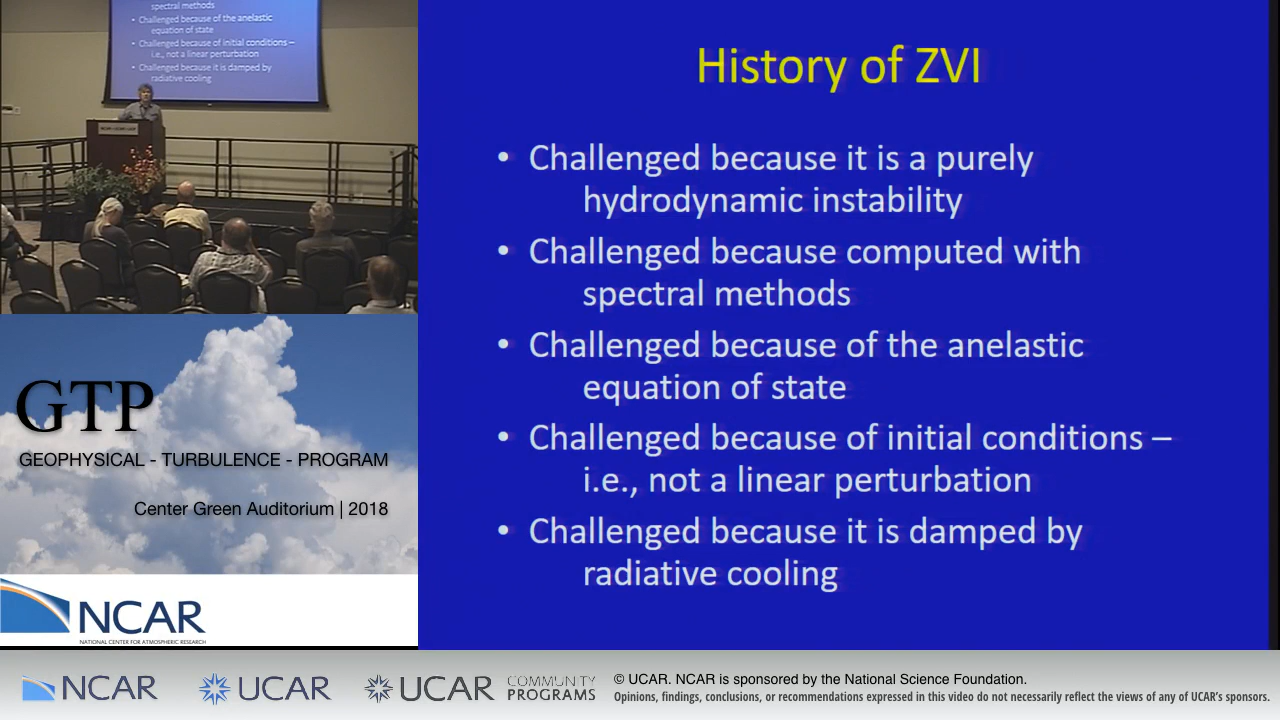 spectral methods
• Challenged because of the anelastic
equation of state
• Challenged because of initial conditions –
i.e., not a linear perturbation
• Challenged because it is damped by
radiative cooling
History of ZVI
• Challenged because it is a purely
hydrodynamic instability
• Challenged because computed with
spectral methods
• Challenged because of the anelastic
equation of state
• Challenged because of initial conditions –
i.e., not a linear perturbation
• Challenged because it is damped by
radiative cooling
GTP
GEOPHYSICAL - TURBULENCE - PROGRAM
Center Green Auditorium | 2018
NCAR
NATIONAL CENTER FOR ATMOSPHERIC RESEARCH
NCAR
UCAR
UCAR
COMMUNITY
PROGRAMS
© UCAR. NCAR is sponsored by the National Science Foundation.
Opinions, findings, conclusions, or recommendations expressed in this video do not necessarily reflect the views of any of UCAR's sponsors.